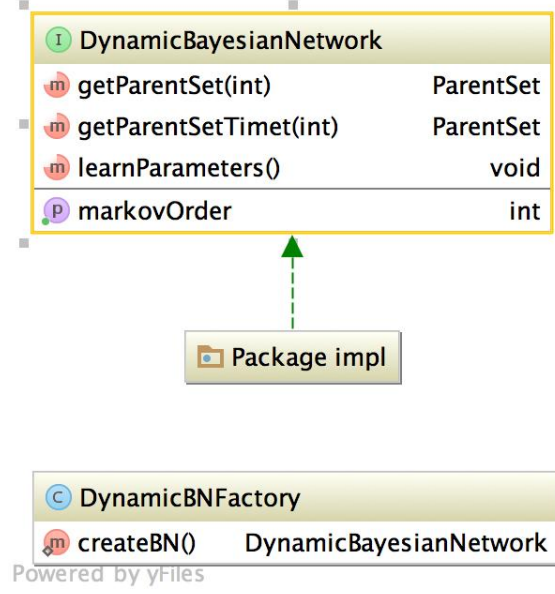 I DynamicBayesianNetwork
m getParentSet(int) ParentSet
m getParentSetTimet(int) ParentSet
m learnParameters() void
p markovOrder int
Package impl
C DynamicBNFactory
m createBN() DynamicBayesianNetwork
Powered by yFiles